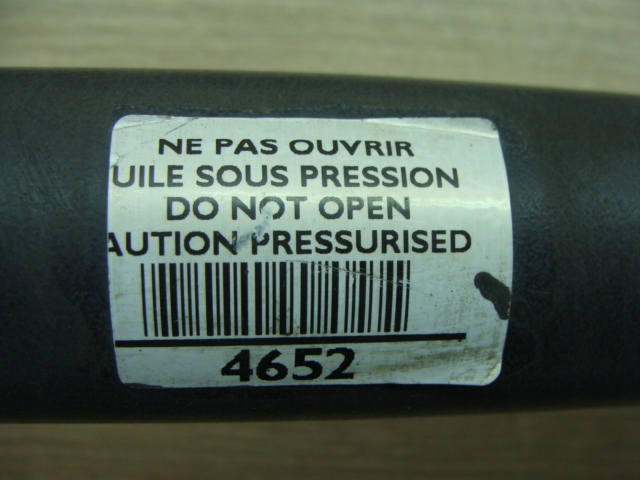 NE PAS OUVRIR
UILE SOUS PRESSION
DO NOT OPEN
AUTION PRESSURISED
4652